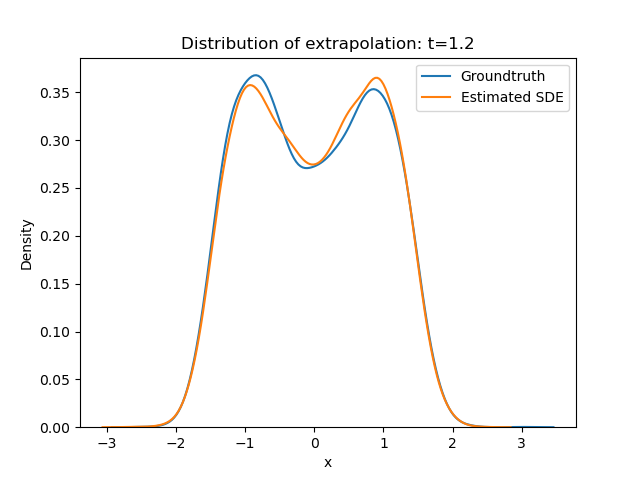 Distribution of extrapolation: t=1.2
Groundtruth
Estimated SDE
Density
0.35
0.30
0.25
0.20
0.15
0.10
0.05
0.00
−3 −2 −1 0 1 2 3
x